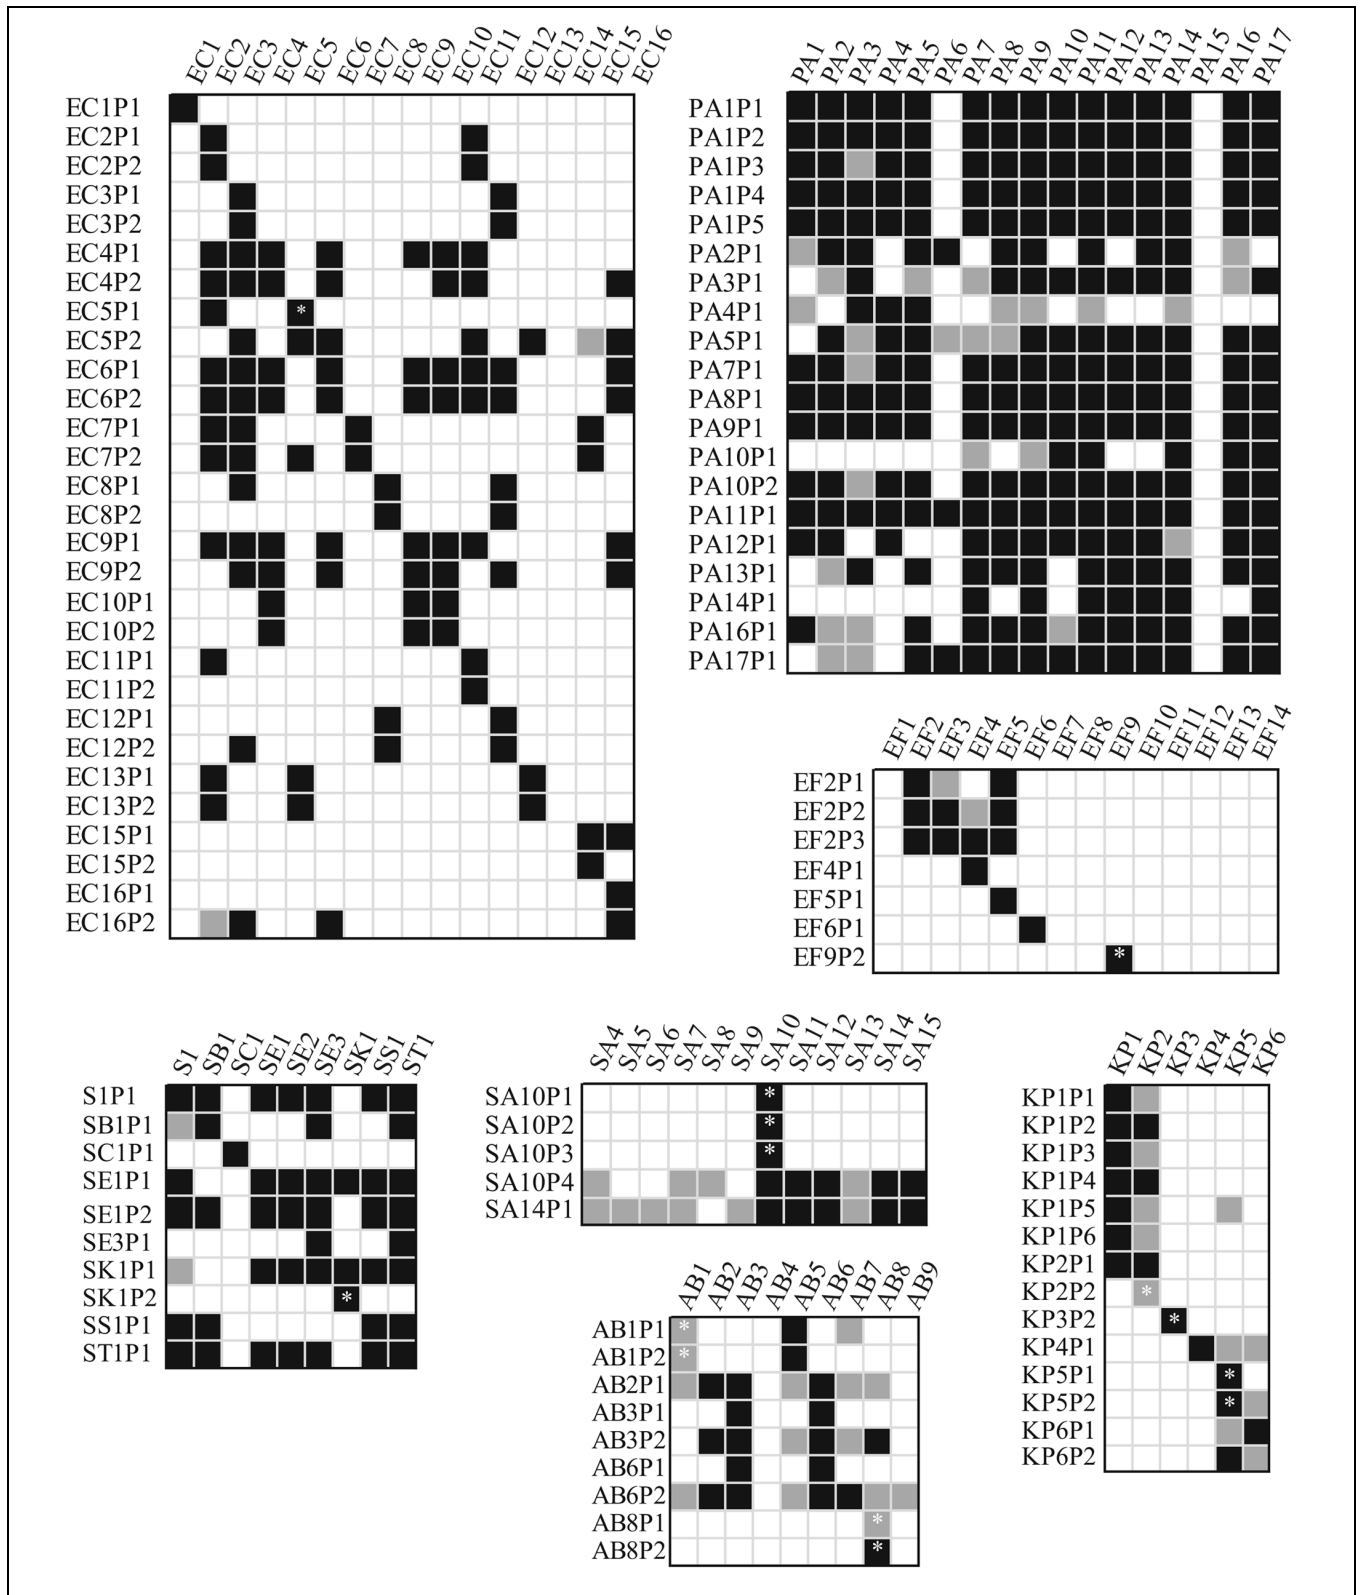 EC1 EC2 EC3 EC4 EC5 EC6 EC7 EC8 EC9 EC10 EC11 EC12 EC13 EC14 EC15 EC16
EC1P1
EC2P1
EC2P2
EC3P1
EC3P2
EC4P1
EC4P2
EC5P1 *
EC5P2
EC6P1
EC6P2
EC7P1
EC7P2
EC8P1
EC8P2
EC9P1
EC9P2
EC10P1
EC10P2
EC11P1
EC11P2
EC12P1
EC12P2
EC13P1
EC13P2
EC15P1
EC15P2
EC16P1
EC16P2
PA1 PA2 PA3 PA4 PA5 PA6 PA7 PA8 PA9 PA10 PA11 PA12 PA13 PA14 PA15 PA16 PA17
PA1P1
PA1P2
PA1P3
PA1P4
PA1P5
PA2P1
PA3P1
PA4P1
PA5P1
PA7P1
PA8P1
PA9P1
PA10P1
PA10P2
PA11P1
PA12P1
PA13P1
PA14P1
PA16P1
PA17P1
EF1 EF2 EF3 EF4 EF5 EF6 EF7 EF8 EF9 EF10 EF11 EF12 EF13 EF14
EF2P1
EF2P2
EF2P3
EF4P1
EF5P1
EF6P1
EF9P2 *
S1 SB1 SC1 SE1 SE2 SE3 SK1 SS1 ST1
S1P1
SB1P1
SC1P1
SE1P1
SE1P2
SE3P1
SK1P1
SK1P2 *
SS1P1
ST1P1
SA4 SA5 SA6 SA7 SA8 SA9 SA10 SA11 SA12 SA13 SA14 SA15
SA10P1 *
SA10P2 *
SA10P3 *
SA10P4
SA14P1
AB1 AB2 AB3 AB4 AB5 AB6 AB7 AB8 AB9
AB1P1 *
AB1P2 *
AB2P1
AB3P1
AB3P2
AB6P1
AB6P2
AB8P1 *
AB8P2 *
KP1 KP2 KP3 KP4 KP5 KP6
KP1P1
KP1P2
KP1P3
KP1P4
KP1P5
KP1P6
KP2P1
KP2P2 *
KP3P2 *
KP4P1
KP5P1 *
KP5P2 *
KP6P1
KP6P2